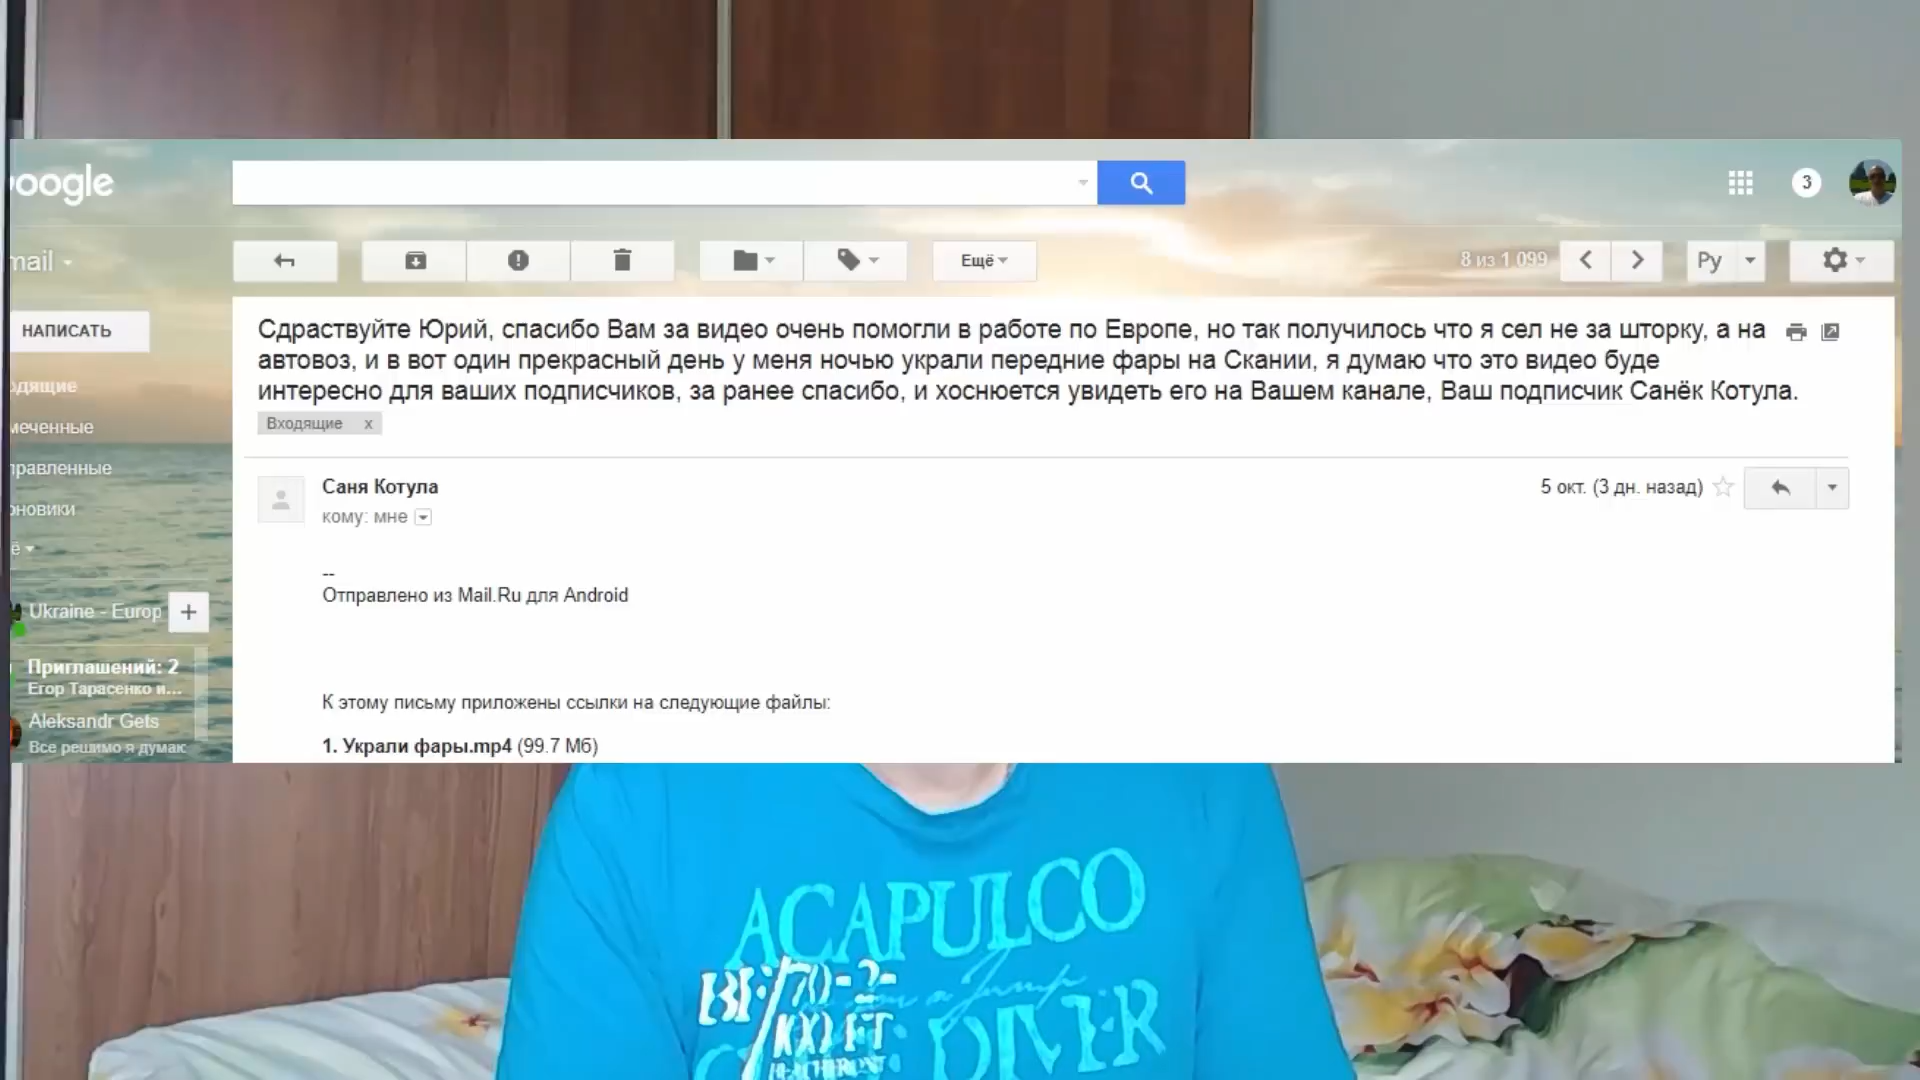 oogle
3
mail
Ещё
8 из 1 099
Ру
НАПИСАТЬ
Сдраствуйте Юрий, спасибо Вам за видео очень помогли в работе по Европе, но так получилось что я сел не за шторку, а на
автовоз, и в вот один прекрасный день у меня ночью украли передние фары на Скании, я думаю что это видео буде
интересно для ваших подписчиков, за ранее спасибо, и хоснюется увидеть его на Вашем канале, Ваш подписчик Санёк Котула.
одящие
Входящие x
меченные
правленные
Саня Котула
5 окт. (3 дн. назад)
кому: мне
рновики
ё
--
Отправлено из Mail.Ru для Android
Ukraine - Europ
Приглашений: 2
Егор Тарасенко и...
К этому письму приложены ссылки на следующие файлы:
Aleksandr Gets
Все решимо я думак
1. Украли фары.mp4 (99.7 Мб)
ACAPULCO
DIVER